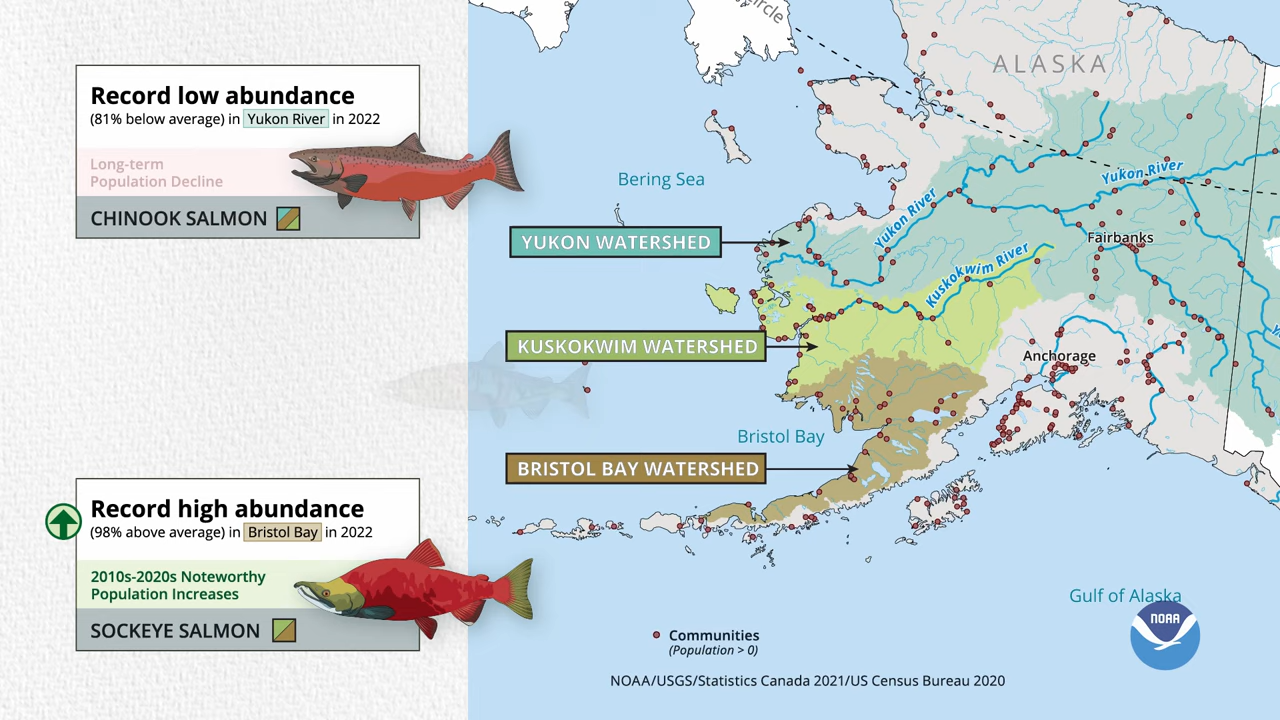 Record low abundance
(81% below average) in Yukon River in 2022
Long-term
Population Decline
CHINOOK SALMON
Record high abundance
(98% above average) in Bristol Bay in 2022
2010s-2020s Noteworthy
Population Increases
SOCKEYE SALMON
ALASKA
Bering Sea
Yukon River
Yukon River
YUKON WATERSHED
Fairbanks
Kuskokwim River
KUSKOKWIM WATERSHED
Anchorage
Bristol Bay
BRISTOL BAY WATERSHED
Gulf of Alaska
NOAA
Communities
(Population > 0)
NOAA/USGS/Statistics Canada 2021/US Census Bureau 2020